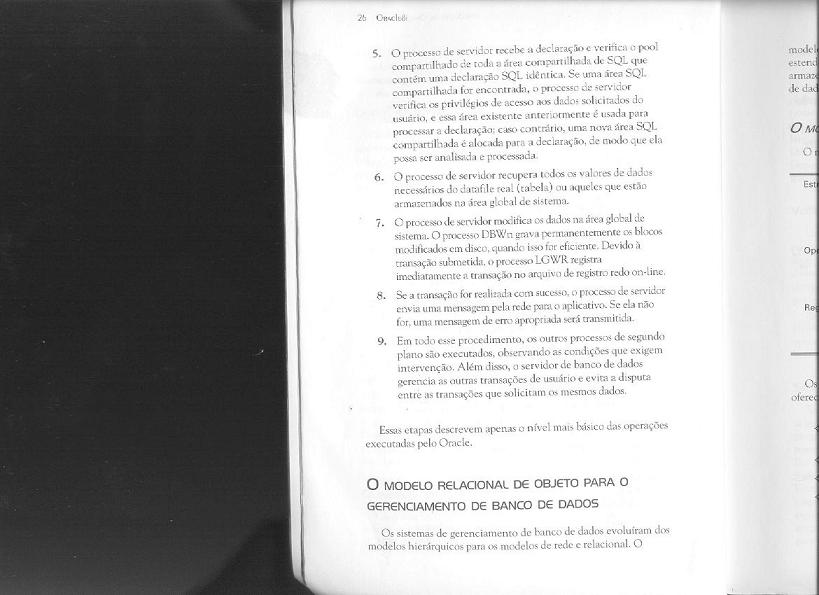 26 Oracle8i
5. O processo de servidor recebe a declaração e verifica o pool
compartilhado de toda a área compartilhada de SQL que
contém uma declaração SQL idêntica. Se uma área SQL
compartilhada for encontrada, o processo de servidor
verifica os privilégios de acesso aos dados solicitados do
usuário, e essa área existente anteriormente é usada para
processar a declaração; caso contrário, uma nova área SQL
compartilhada é alocada para a declaração, de modo que ela
possa ser analisada e processada.
6. O processo de servidor recupera todos os valores de dados
necessários do datafile real (tabela) ou aqueles que estão
armazenados na área global de sistema.
7. O processo de servidor modifica os dados na área global de
sistema. O processo DBWn grava permanentemente os blocos
modificados em disco, quando isso for eficiente. Devido à
transação submetida, o processo LGWR registra
imediatamente a transação no arquivo de registro redo on-line.
8. Se a transação for realizada com sucesso, o processo de servidor
envia uma mensagem pela rede para o aplicativo. Se ela não
for, uma mensagem de erro apropriada será transmitida.
9. Em todo esse procedimento, os outros processos de segundo
plano são executados, observando as condições que exigem
intervenção. Além disso, o servidor de banco de dados
gerencia as outras transações de usuário e evita a disputa
entre as transações que solicitam os mesmos dados.
Essas etapas descrevem apenas o nível mais básico das operações
executadas pelo Oracle.
O MODELO RELACIONAL DE OBJETO PARA O
GERENCIAMENTO DE BANCO DE DADOS
Os sistemas de gerenciamento de banco de dados evoluíram dos
modelos hierárquicos para os modelos de rede e relacional. O